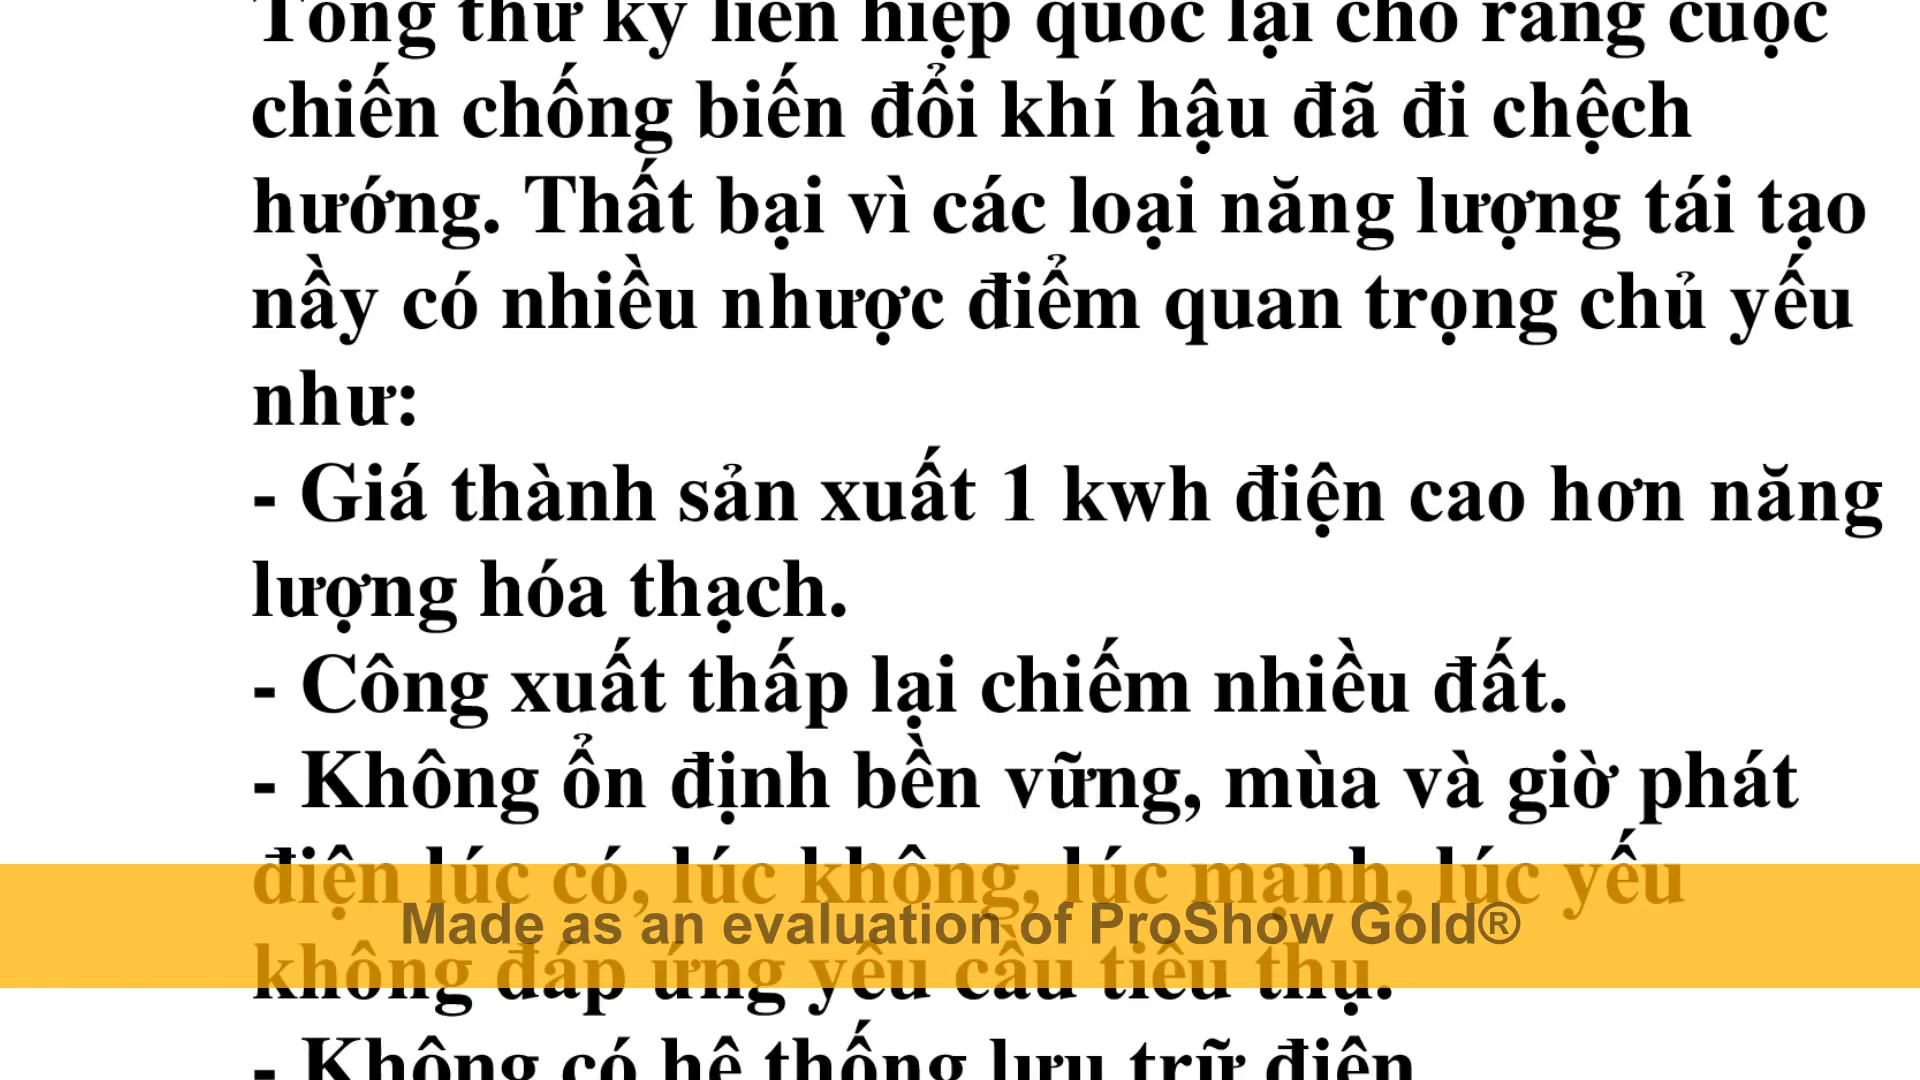 Tổng thư ký liên hiệp quốc lại cho rằng cuộc
chiến chống biến đổi khí hậu đã đi chệch
hướng. Thất bại vì các loại năng lượng tái tạo
nầy có nhiều nhược điểm quan trọng chủ yếu
như:
- Giá thành sản xuất 1 kwh điện cao hơn năng
lượng hóa thạch.
- Công xuất thấp lại chiếm nhiều đất.
- Không ổn định bền vững, mùa và giờ phát
điện lúc có, lúc không, lúc mạnh, lúc yếu
Made as an evaluation of ProShow Gold®
không đáp ứng yêu cầu tiêu thụ.
- Không có hệ thống lưu trữ điện